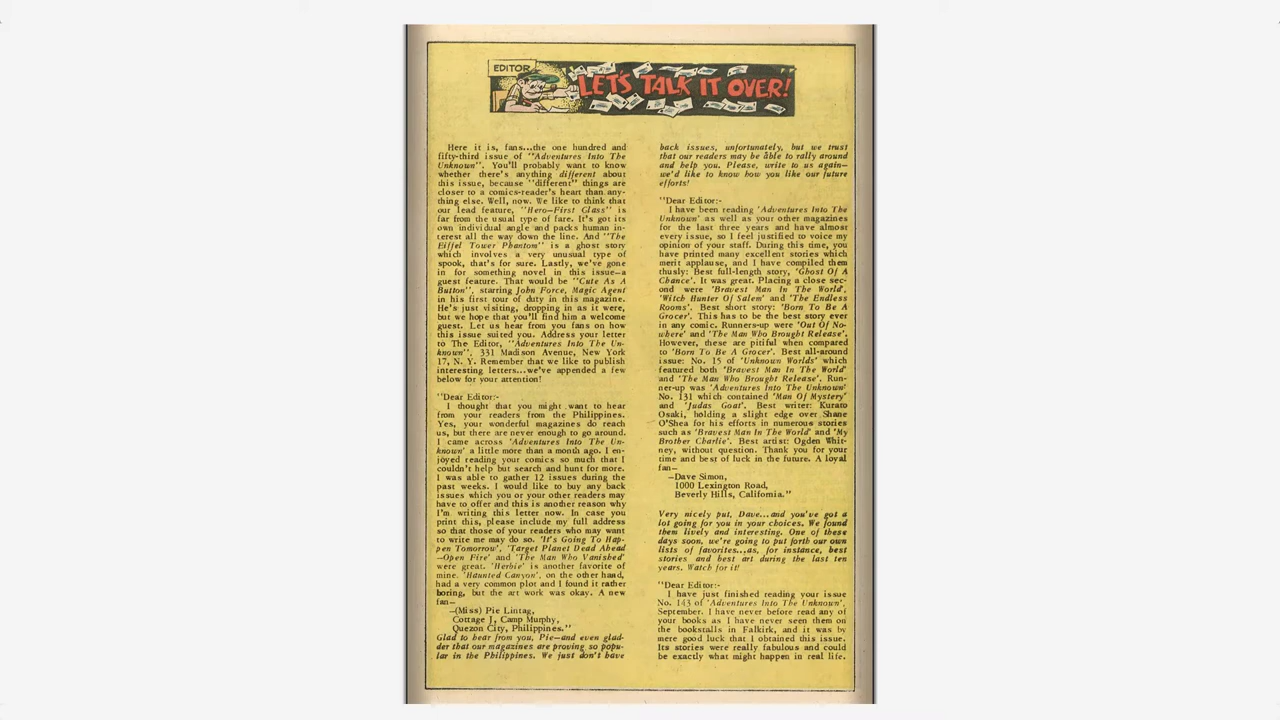 EDITOR
LET'S TALK IT OVER!
Here it is, fans...the one hundred and
fifty-third issue of "Adventures Into The
Unknown". You'll probably want to know
whether there's anything different about
this issue, because "different" things are
closer to a comics-reader's heart than any-
thing else. Well, now. We like to think that
our lead feature, "Hero—First Glass" is
far from the usual type of fare. It's got its
own individual angle and packs human in-
terest all the way down the line. And "The
Eiffel Tower Phantom" is a ghost story
which involves a very unusual type of
spook, that's for sure. Lastly, we've gone
in for something novel in this issue—a
guest feature. That would be "Cute As A
Button", starring John Force, Magic Agent
in his first tour of duty in this magazine.
He's just visiting, dropping in as it were,
but we hope that you'll find him a welcome
guest. Let us hear from you fans on how
this issue suited you. Address your letter
to The Editor, "Adventures Into The Un-
known", 331 Madison Avenue, New York
17, N. Y. Remember that we like to publish
interesting letters...we've appended a few
below for your attention!
"Dear Editor:-
I thought that you might want to hear
from your readers from the Philippines.
Yes, your wonderful magazines do reach
us, but there are never enough to go around.
I came across 'Adventures Into The Un-
known' a little more than a month ago. I en-
joyed reading your comics so much that I
couldn't help but search and hunt for more.
I was able to gather 12 issues during the
past weeks. I would like to buy any back
issues which you or your other readers may
have to offer and this is another reason why
I'm writing this letter now. In case you
print this, please include my full address
so that those of your readers who may want
to write me may do so. 'It's Going To Hap-
pen Tomorrow', 'Target Planet Dead Ahead
—Open Fire' and 'The Man Who Vanished'
were great. 'Herbie' is another favorite of
mine. 'Haunted Canyon', on the other hand,
had a very common plot and I found it rather
boring, but the art work was okay. A new
fan—
—(Miss) Pie Lintag,
Cottage J, Camp Murphy,
Quezon City, Philippines."
Glad to hear from you, Pie—and even glad-
der that our magazines are proving so popu-
lar in the Philippines. We just don't have
back issues, unfortunately, but we trust
that our readers may be able to rally around
and help you. Please, write to us again—
we'd like to know how you like our future
efforts!
"Dear Editor:-
I have been reading 'Adventures Into The
Unknown' as well as your other magazines
for the last three years and have almost
every issue, so I feel justified to voice my
opinion of your staff. During this time, you
have printed many excellent stories which
merit applause, and I have compiled them
thusly: Best full-length story, 'Ghost Of A
Chance'. It was great. Placing a close sec-
ond were 'Bravest Man In The World',
'Witch Hunter Of Salem' and 'The Endless
Rooms'. Best short story: 'Born To Be A
Grocer'. This has to be the best story ever
in any comic. Runners-up were 'Out Of No-
where' and 'The Man Who Brought Release'.
However, these are pitiful when compared
to 'Born To Be A Grocer'. Best all-around
issue: No. 15 of 'Unknown Worlds' which
featured both 'Bravest Man In The World'
and 'The Man Who Brought Release'. Run-
ner-up was 'Adventures Into The Unknown'
No. 131 which contained 'Man Of Mystery'
and 'Judas Goat'. Best writer: Kurato
Osaki, holding a slight edge over Shane
O'Shea for his efforts in numerous stories
such as 'Bravest Man In The World' and 'My
Brother Charlie'. Best artist: Ogden Whit-
ney, without question. Thank you for your
time and best of luck in the future. A loyal
fan—
—Dave Simon,
1000 Lexington Road,
Beverly Hills, California."
Very nicely put, Dave...and you've got a
lot going for you in your choices. We found
them lively and interesting. One of these
days soon, we're going to put forth our own
lists of favorites...as, for instance, best
stories and best art during the last ten
years. Watch for it!
"Dear Editor:-
I have just finished reading your issue
No. 143 of 'Adventures Into The Unknown',
September. I have never before read any of
your books as I have never seen them on
the bookstalls in Falkirk, and it was by
mere good luck that I obtained this issue.
Its stories were really fabulous and could
be exactly what might happen in real life.